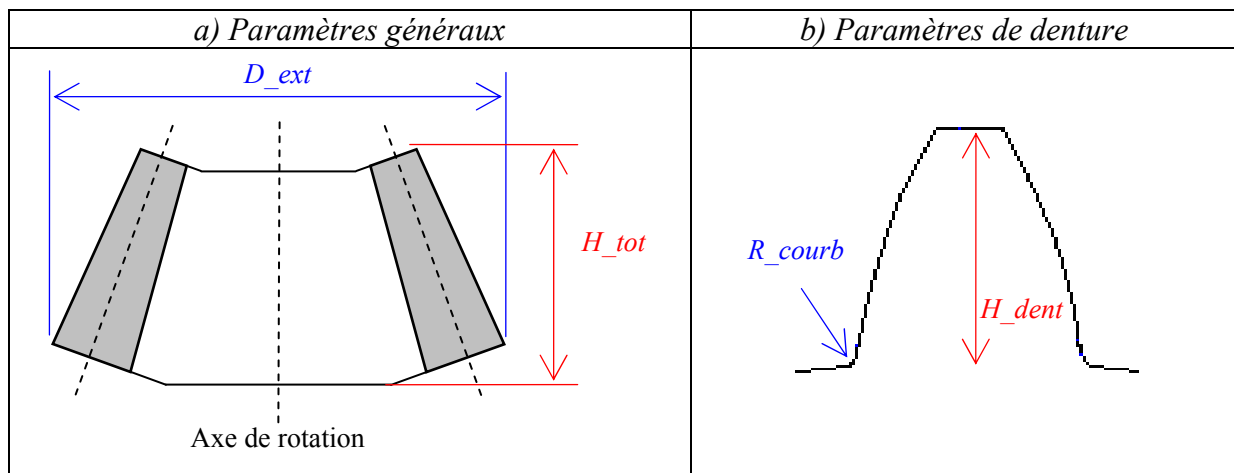 a) Paramètres généraux
b) Paramètres de denture
D_ext
H_tot
Axe de rotation
R_courb
H_dent